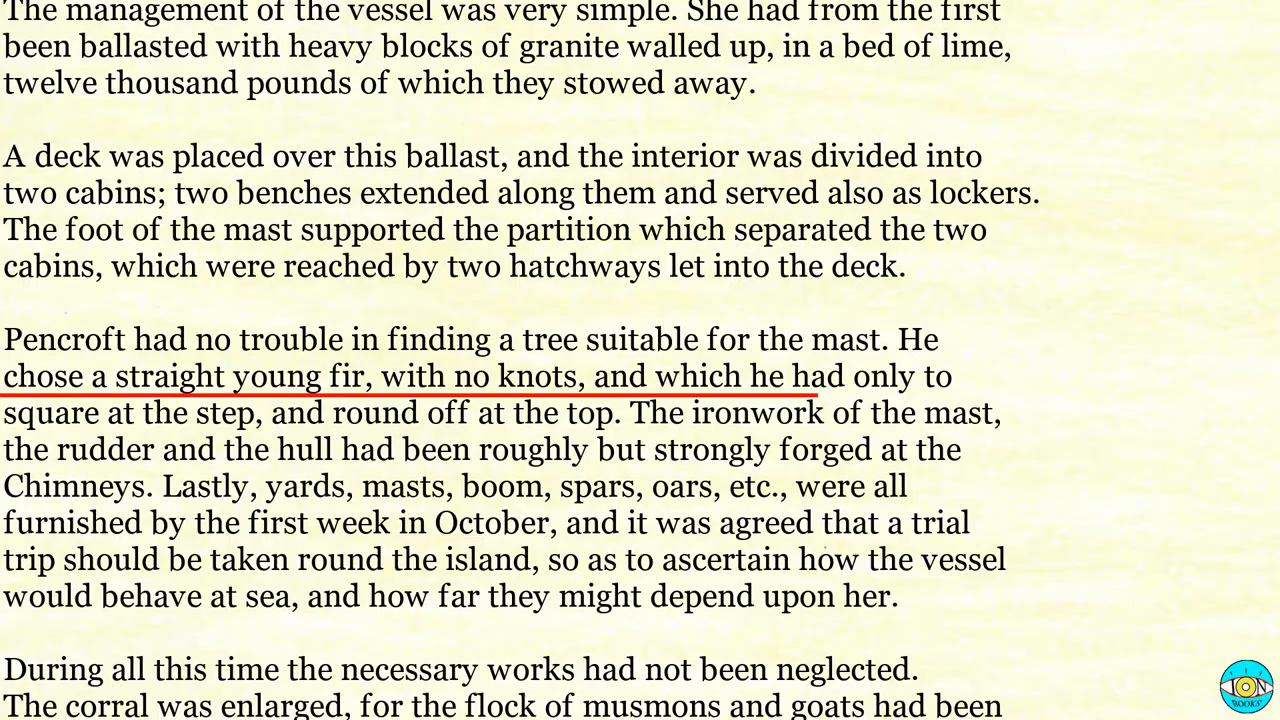 The management of the vessel was very simple. She had from the first
been ballasted with heavy blocks of granite walled up, in a bed of lime,
twelve thousand pounds of which they stowed away.
A deck was placed over this ballast, and the interior was divided into
two cabins; two benches extended along them and served also as lockers.
The foot of the mast supported the partition which separated the two
cabins, which were reached by two hatchways let into the deck.
Pencroft had no trouble in finding a tree suitable for the mast. He
chose a straight young fir, with no knots, and which he had only to
square at the step, and round off at the top. The ironwork of the mast,
the rudder and the hull had been roughly but strongly forged at the
Chimneys. Lastly, yards, masts, boom, spars, oars, etc., were all
furnished by the first week in October, and it was agreed that a trial
trip should be taken round the island, so as to ascertain how the vessel
would behave at sea, and how far they might depend upon her.
During all this time the necessary works had not been neglected.
The corral was enlarged, for the flock of musmons and goats had been
I
ION
BOOKS